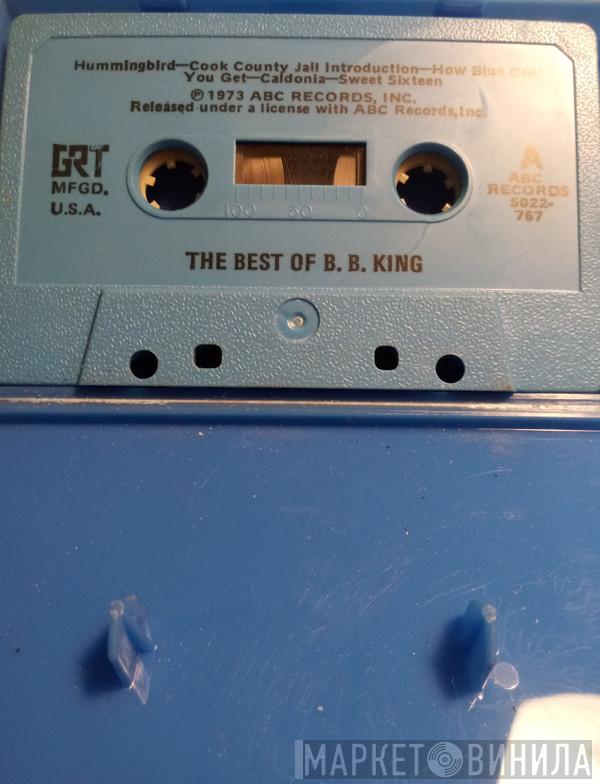 Hummingbird—Cook County Jail Introduction—How Blue Can
You Get—Caldonia—Sweet Sixteen
℗ 1973 ABC RECORDS, INC.
Released under a license with ABC Records, Inc.
GRT
MFGD.
U.S.A.
100 50 0
A
ABC
RECORDS
5022-
767
THE BEST OF B. B. KING
МАРКЕТ ВИНИЛА